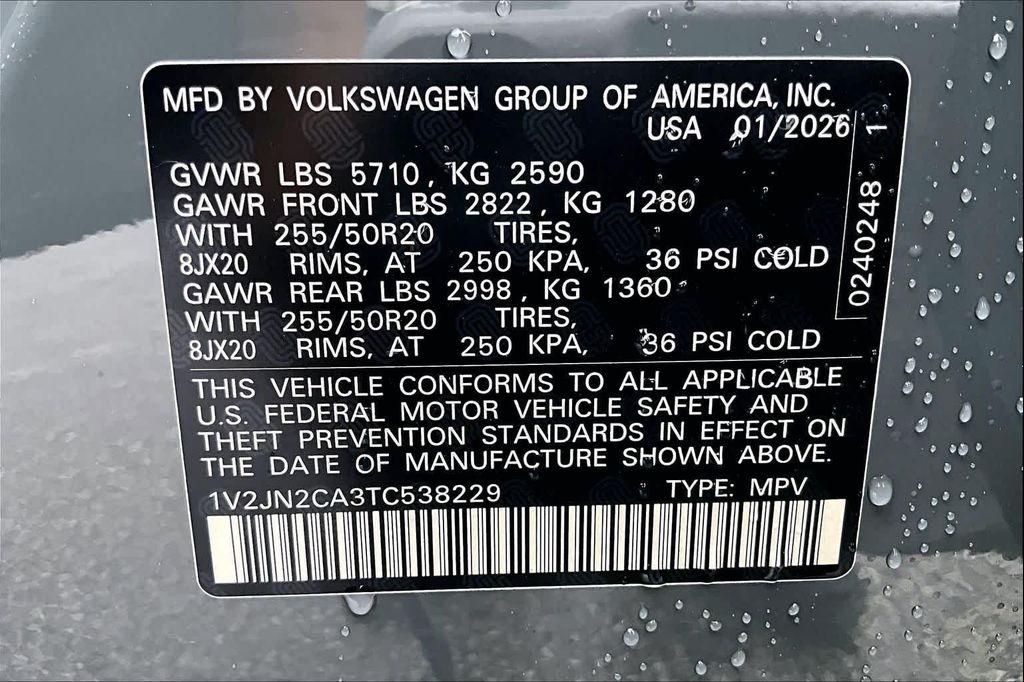 MFD BY VOLKSWAGEN GROUP OF AMERICA, INC.
USA 01/2026
GVWR LBS 5710, KG 2590
GAWR FRONT LBS 2822, KG 1280
WITH 255/50R20 TIRES,
8JX20 RIMS, AT 250 KPA, 36 PSI COLD
GAWR REAR LBS 2998, KG 1360
WITH 255/50R20 TIRES,
8JX20 RIMS, AT 250 KPA, 36 PSI COLD
THIS VEHICLE CONFORMS TO ALL APPLICABLE
U.S. FEDERAL MOTOR VEHICLE SAFETY AND
THEFT PREVENTION STANDARDS IN EFFECT ON
THE DATE OF MANUFACTURE SHOWN ABOVE.
1V2JN2CA3TC538229 TYPE: MPV
0240248 1